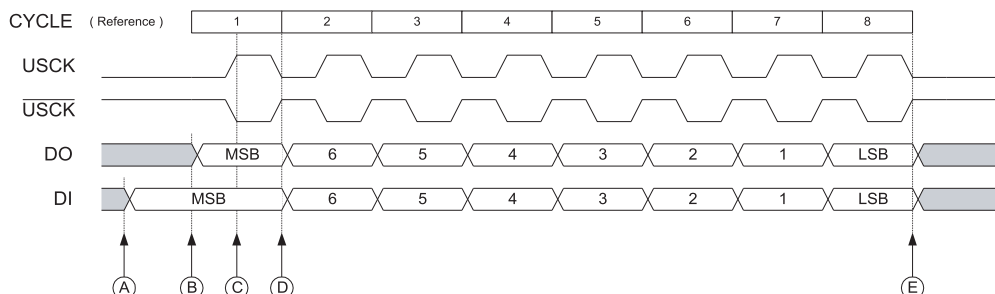 CYCLE ( Reference ) 1 2 3 4 5 6 7 8
USCK
USCK
DO MSB 6 5 4 3 2 1 LSB
DI MSB 6 5 4 3 2 1 LSB
A B C D E